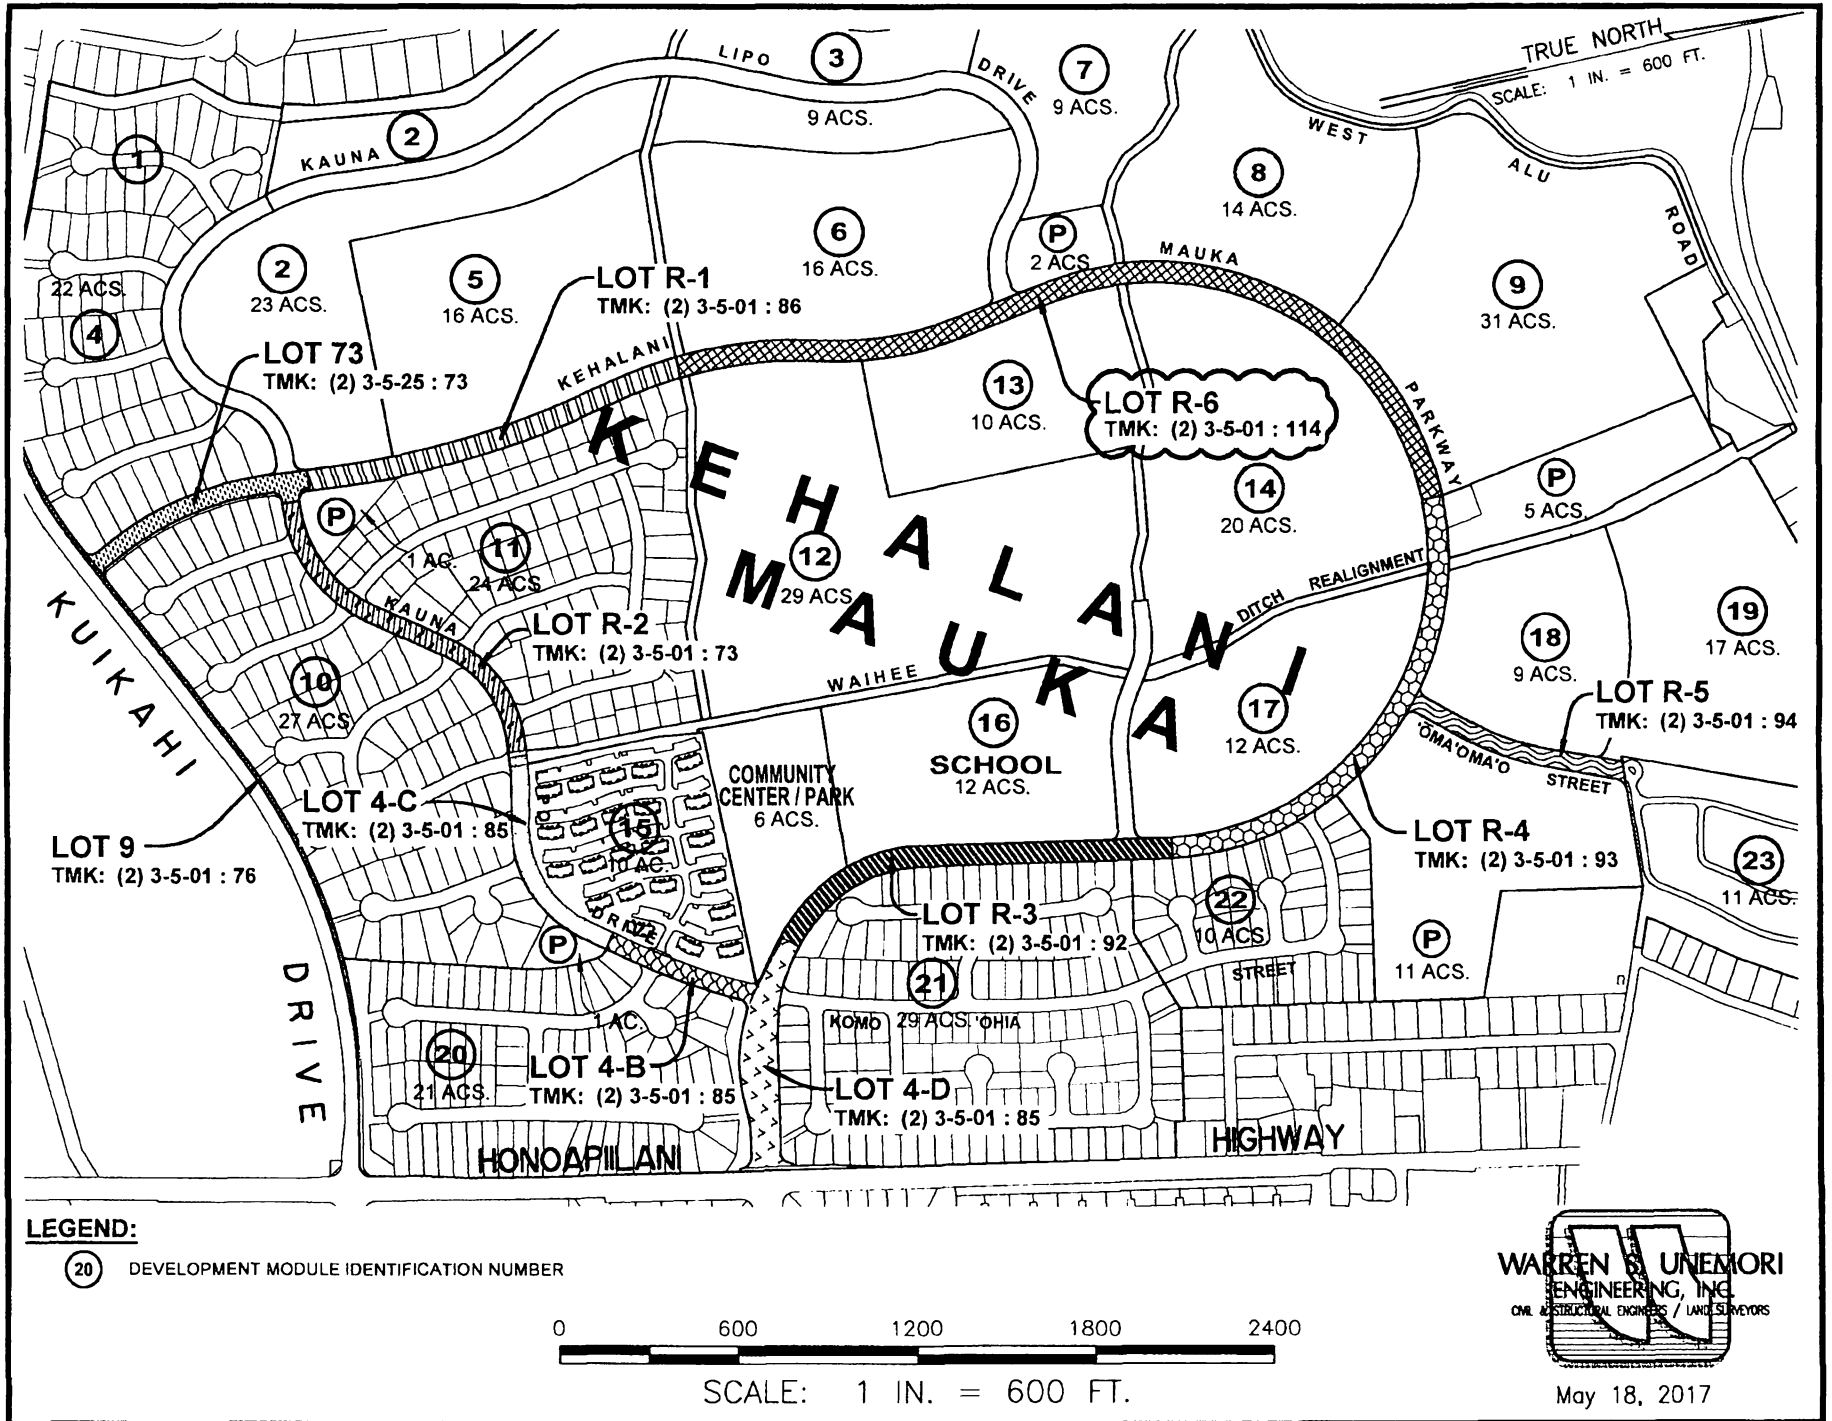 TRUE NORTH
SCALE: 1 IN. = 600 FT.
LIPO
DRIVE
3
9 ACS.
7
9 ACS.
WEST
ALU
ROAD
1
2
KAUNA
8
14 ACS.
6
16 ACS.
P
2 ACS
MAUKA
9
31 ACS.
22 ACS.
4
2
23 ACS.
5
16 ACS.
LOT R-1
TMK: (2) 3-5-01 : 86
LOT 73
TMK: (2) 3-5-25 : 73
KEHALANI
13
10 ACS.
LOT R-6
TMK: (2) 3-5-01 : 114
PARKWAY
KEHALANI
MAUKA
14
20 ACS.
P
5 ACS.
P
1 AC.
11
24 ACS
12
29 ACS
DITCH REALIGNMENT
KAUNA
LOT R-2
TMK: (2) 3-5-01 : 73
18
9 ACS.
19
17 ACS.
KUIKAHI
DRIVE
10
27 ACS
WAIHEE
16
SCHOOL
12 ACS.
17
12 ACS.
LOT R-5
TMK: (2) 3-5-01 : 94
'OMA'OMA'O STREET
COMMUNITY
CENTER / PARK
6 ACS.
LOT 4-C
TMK: (2) 3-5-01 : 85
15
10 AC.
LOT 9
TMK: (2) 3-5-01 : 76
LOT R-4
TMK: (2) 3-5-01 : 93
23
11 ACS.
LOT R-3
TMK: (2) 3-5-01 : 92
22
10 ACS
DRIVE
P
1 AC.
P
11 ACS.
STREET
21
29 ACS.
KOMO 'OHIA
20
21 ACS.
LOT 4-B
TMK: (2) 3-5-01 : 85
LOT 4-D
TMK: (2) 3-5-01 : 85
HONOAPIILANI
HIGHWAY
LEGEND:
20 DEVELOPMENT MODULE IDENTIFICATION NUMBER
0 600 1200 1800 2400
SCALE: 1 IN. = 600 FT.
WARREN S. UNEMORI
ENGINEERING, INC.
CIVIL & STRUCTURAL ENGINEERS / LAND SURVEYORS
May 18, 2017